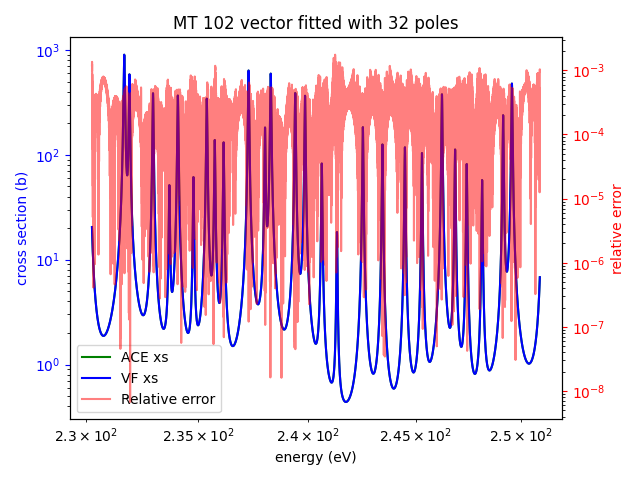 MT 102 vector fitted with 32 poles
cross section (b)
10³
10²
10¹
10⁰
10⁻³
10⁻⁴
10⁻⁵
10⁻⁶
10⁻⁷
10⁻⁸
relative error
ACE xs
VF xs
Relative error
2.3 × 10² 2.35 × 10² 2.4 × 10² 2.45 × 10² 2.5 × 10²
energy (eV)